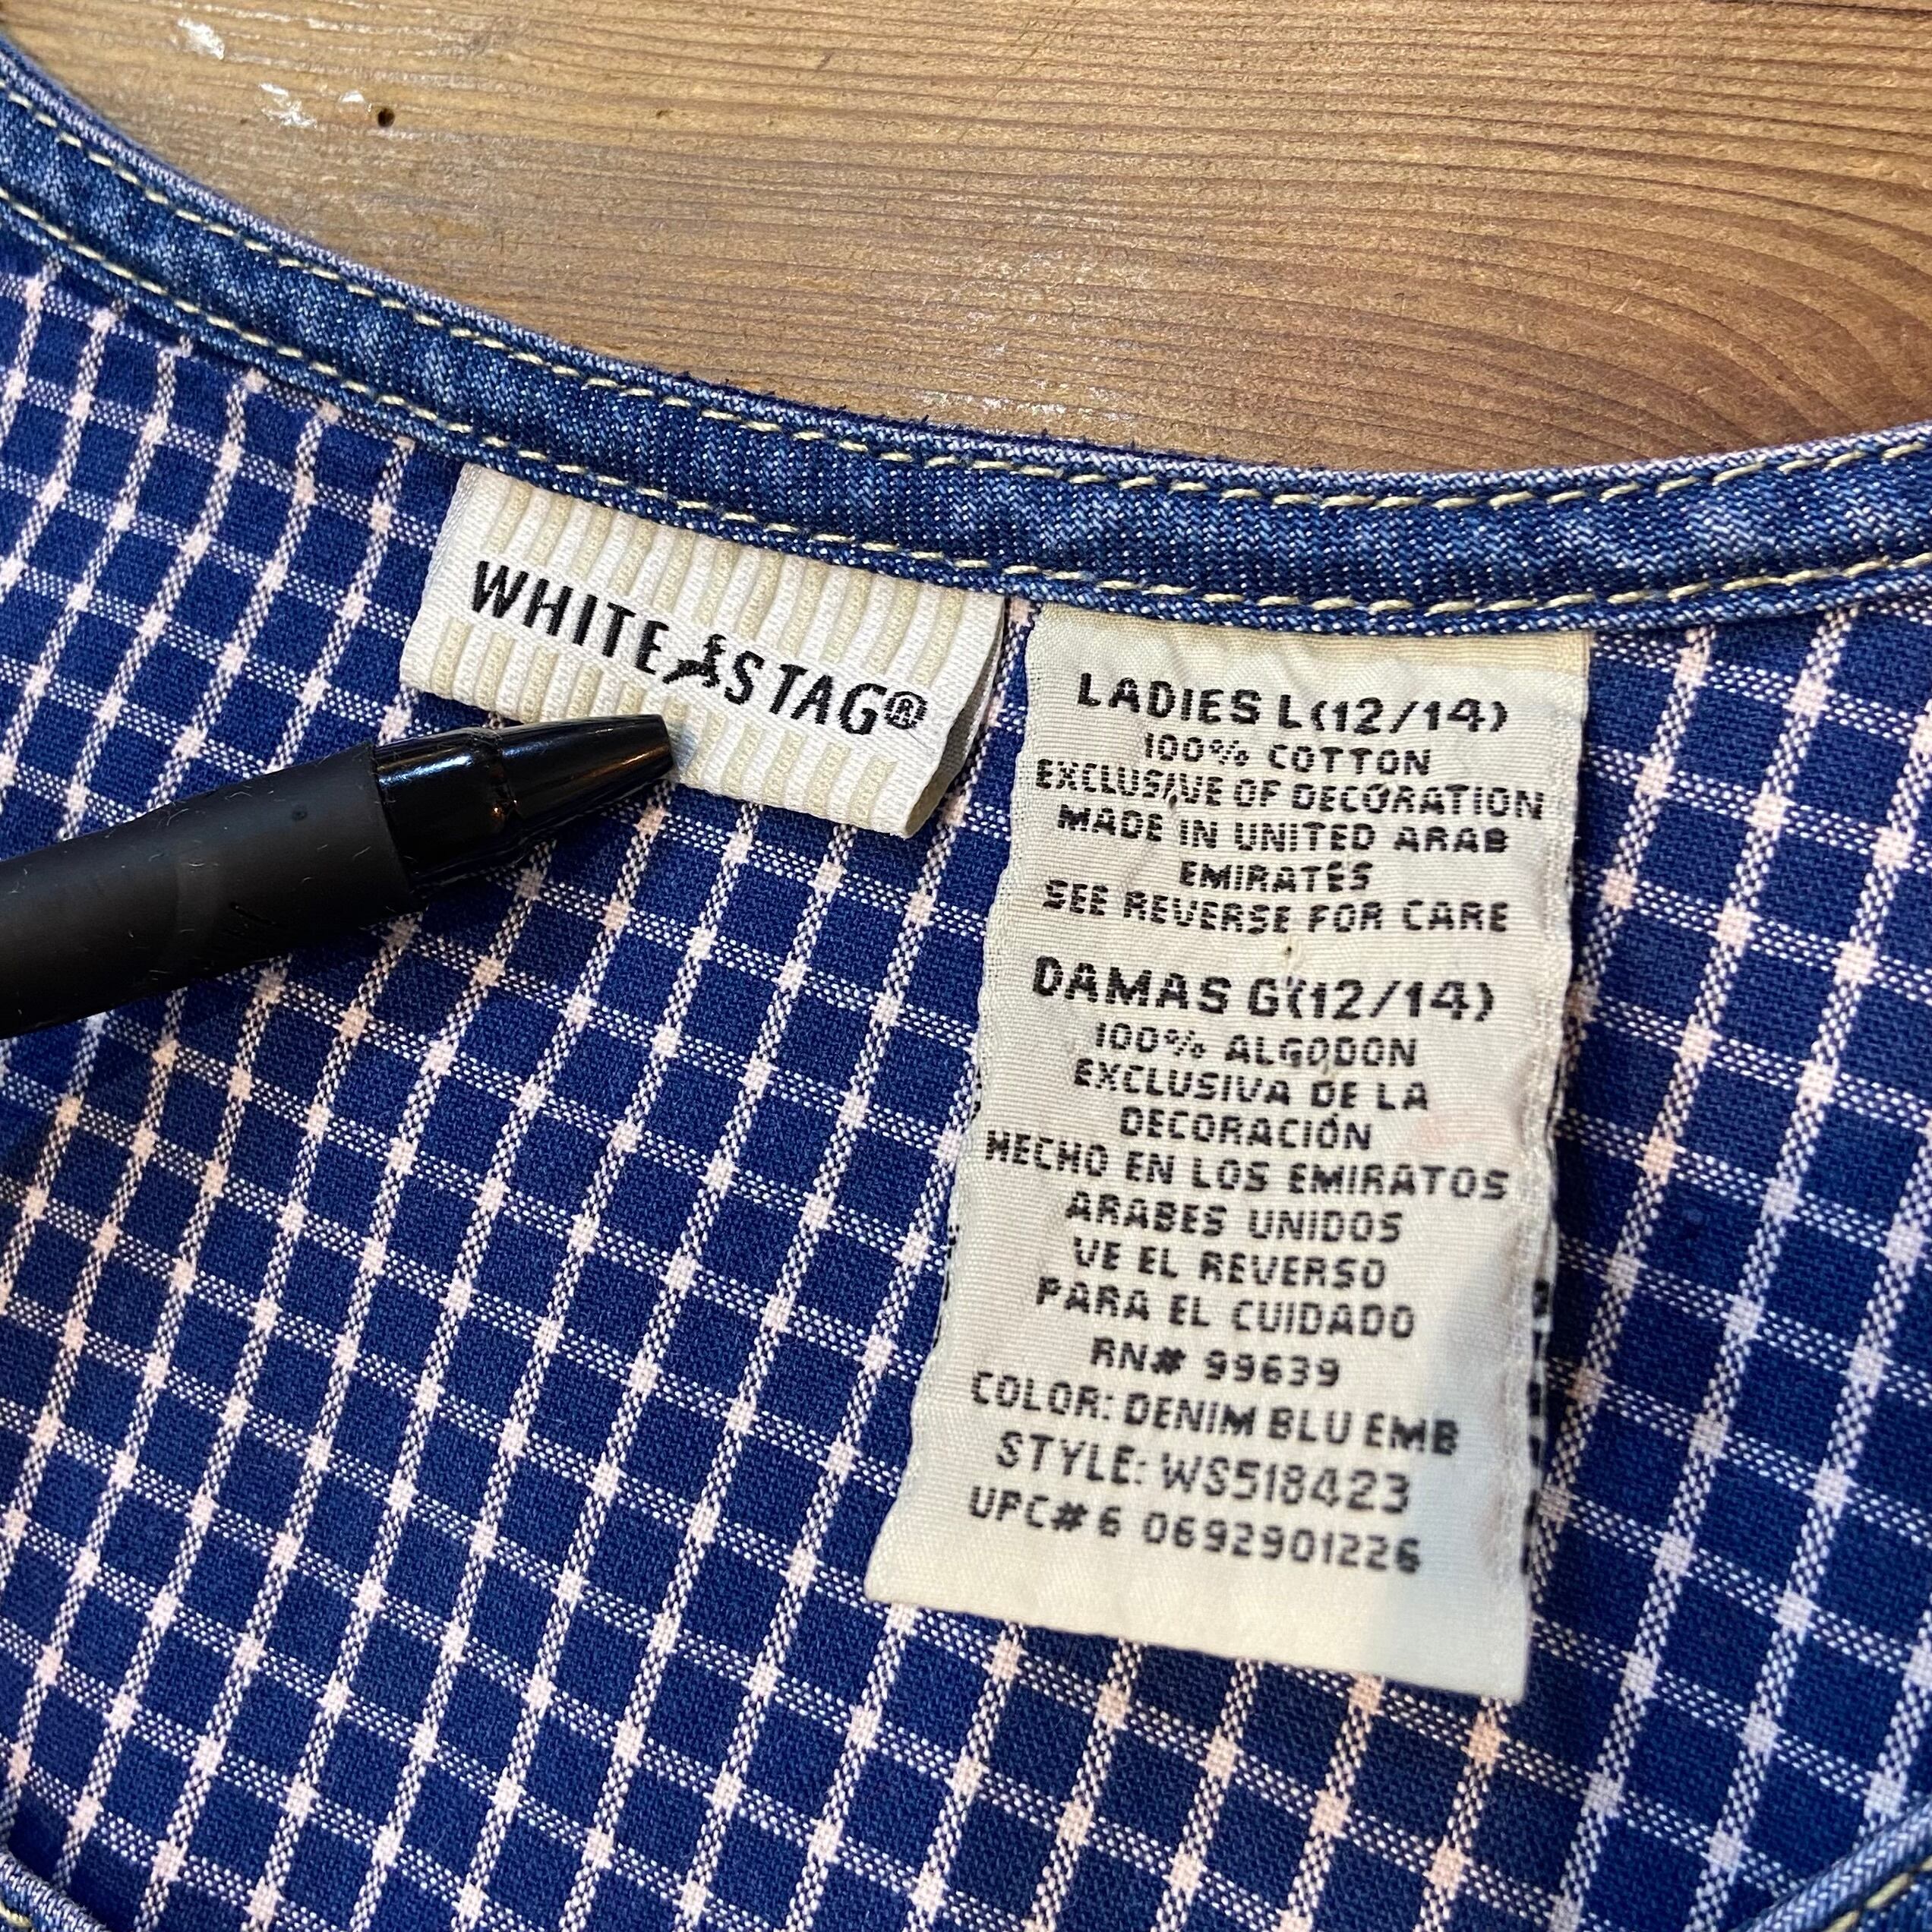 WHITE STAG®
LADIES L(12/14)
100% COTTON
EXCLUSIVE OF DECORATION
MADE IN UNITED ARAB
EMIRATES
SEE REVERSE FOR CARE
DAMAS G(12/14)
100% ALGODON
EXCLUSIVA DE LA
DECORACIÓN
HECHO EN LOS EMIRATOS
ARABES UNIDOS
VE EL REVERSO
PARA EL CUIDADO
RN# 99639
COLOR: DENIM BLU EMB
STYLE: WS518423
UPC# 6 0692901226